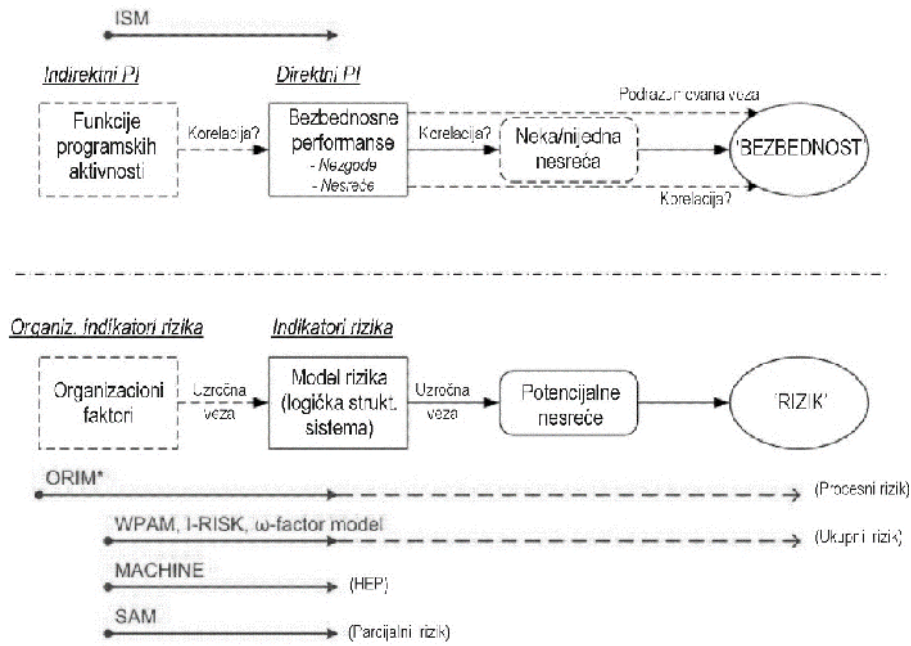 ISM
Indirektni PI
Direktni PI
Funkcije
programskih
aktivnosti
Korelacija?
Bezbednosne
performanse
- Nezgode
- Nesreće
Korelacija?
Neka/nijedna
nesreća
Podrazumevana veza
'BEZBEDNOST'
Korelacija?
Organiz. indikatori rizika
Indikatori rizika
Organizacioni
faktori
Uzročna
veza
Model rizika
(logička strukt.
sistema)
Uzročna
veza
Potencijalne
nesreće
'RIZIK'
ORIM*
(Procesni rizik)
WPAM, I-RISK, ω-factor model
(Ukupni rizik)
MACHINE
(HEP)
SAM
(Parcijalni rizik)